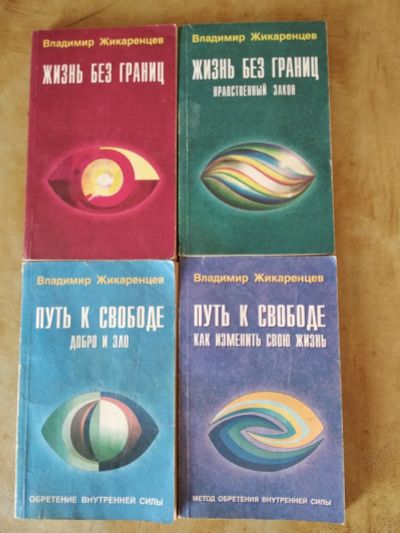 Владимир Жикаренцев
ЖИЗНЬ БЕЗ ГРАНИЦ
Владимир Жикаренцев
ЖИЗНЬ БЕЗ ГРАНИЦ
НРАВСТВЕННЫЙ ЗАКОН
Владимир Жикаренцев
ПУТЬ К СВОБОДЕ
ДОБРО И ЗЛО
ОБРЕТЕНИЕ ВНУТРЕННЕЙ СИЛЫ
Владимир Жикаренцев
ПУТЬ К СВОБОДЕ
КАК ИЗМЕНИТЬ СВОЮ ЖИЗНЬ
МЕТОД ОБРЕТЕНИЯ ВНУТРЕННЕЙ СИЛЫ